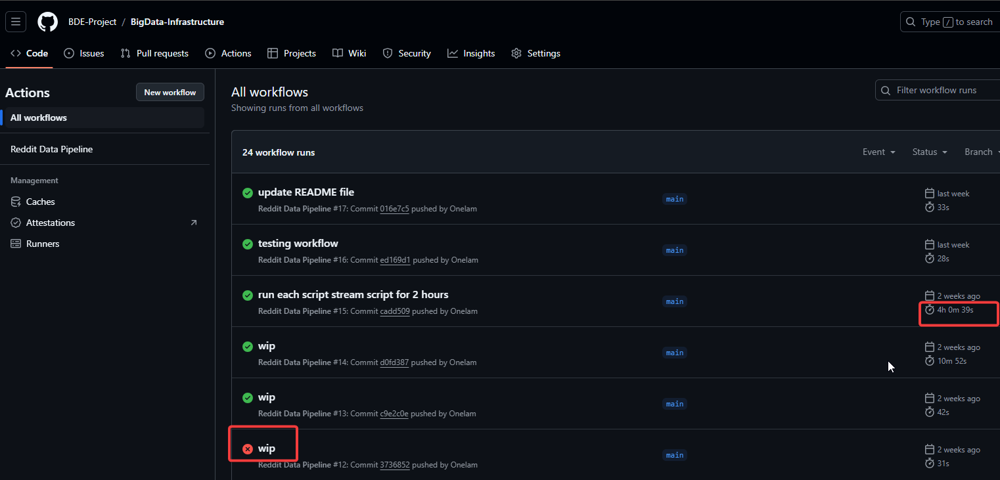 BDE-Project / BigData-Infrastructure
Type / to search
Code Issues Pull requests Actions Projects Wiki Security Insights Settings
Actions
New workflow
All workflows
Reddit Data Pipeline
Management
Caches
Attestations
Runners
All workflows
Showing runs from all workflows
Filter workflow runs
24 workflow runs
Event Status Branch
update README file
Reddit Data Pipeline #17: Commit 016e7c5 pushed by Onelam
main
last week
33s
testing workflow
Reddit Data Pipeline #16: Commit ed169d1 pushed by Onelam
main
last week
28s
run each script stream script for 2 hours
Reddit Data Pipeline #15: Commit cadd509 pushed by Onelam
main
2 weeks ago
4h 0m 39s
wip
Reddit Data Pipeline #14: Commit d0fd387 pushed by Onelam
main
2 weeks ago
10m 52s
wip
Reddit Data Pipeline #13: Commit c9e2c0e pushed by Onelam
main
2 weeks ago
42s
wip
Reddit Data Pipeline #12: Commit 3736852 pushed by Onelam
main
2 weeks ago
31s